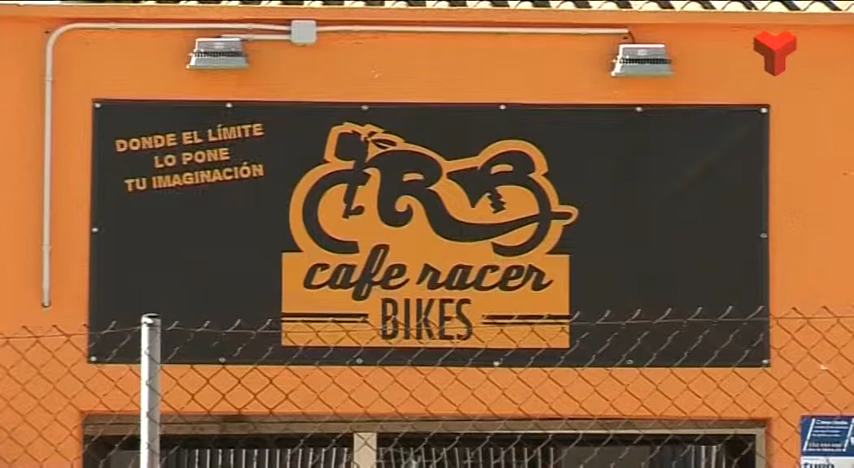 DONDE EL LÍMITE
LO PONE
TU IMAGINACIÓN
CRB
cafe racer
BIKES